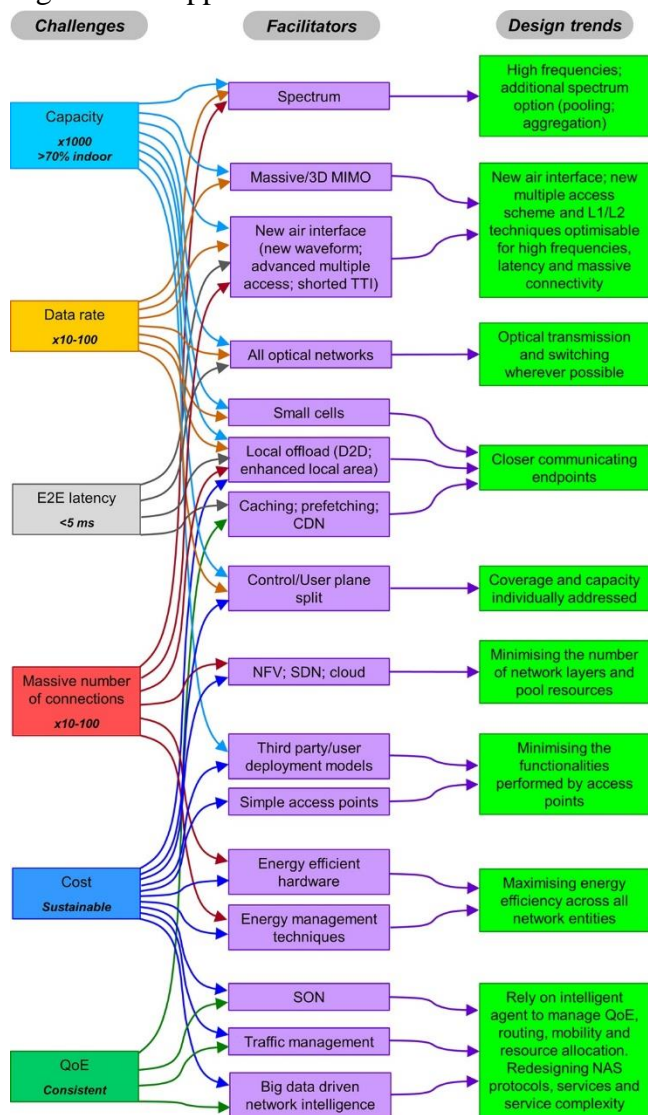 Challenges
Facilitators
Design trends
Capacity
x1000
>70% indoor
Data rate
x10-100
E2E latency
<5 ms
Massive number
of connections
x10-100
Cost
Sustainable
QoE
Consistent
Spectrum
Massive/3D MIMO
New air interface
(new waveform;
advanced multiple
access; shorted TTI)
All optical networks
Small cells
Local offload (D2D;
enhanced local area)
Caching; prefetching;
CDN
Control/User plane
split
NFV; SDN; cloud
Third party/user
deployment models
Simple access points
Energy efficient
hardware
Energy management
techniques
SON
Traffic management
Big data driven
network intelligence
High frequencies;
additional spectrum
option (pooling;
aggregation)
New air interface; new
multiple access
scheme and L1/L2
techniques optimisable
for high frequencies,
latency and massive
connectivity
Optical transmission
and switching
wherever possible
Closer communicating
endpoints
Coverage and capacity
individually addressed
Minimising the number
of network layers and
pool resources
Minimising the
functionalities
performed by access
points
Maximising energy
efficiency across all
network entities
Rely on intelligent
agent to manage QoE,
routing, mobility and
resource allocation.
Redesigning NAS
protocols, services and
service complexity